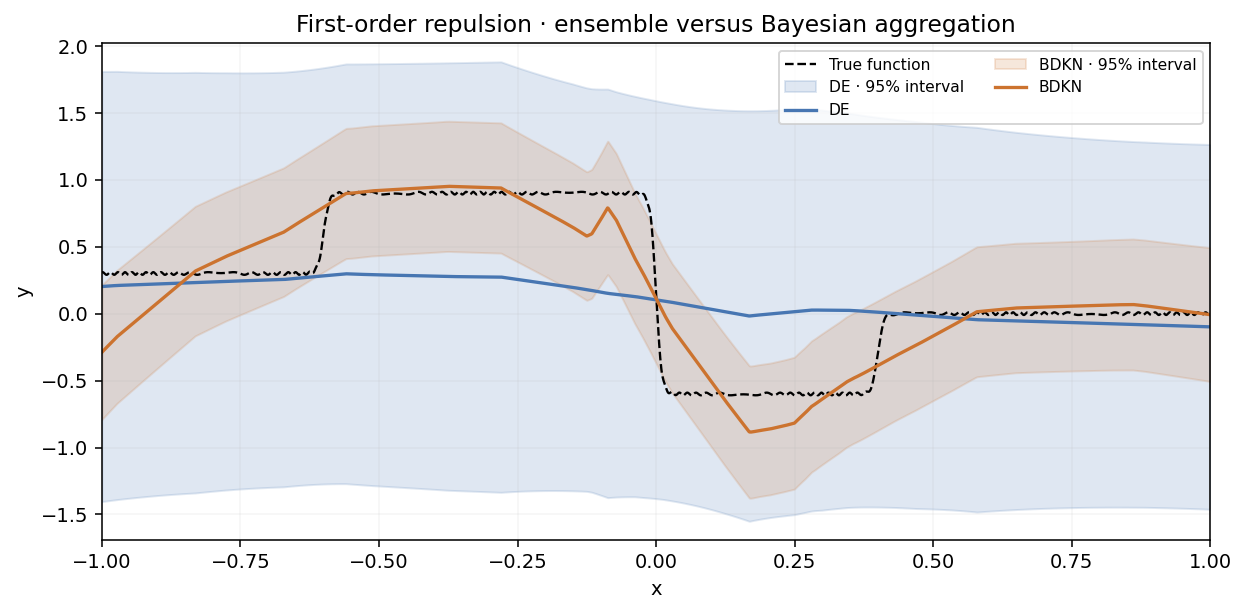 First-order repulsion · ensemble versus Bayesian aggregation
True function
DE · 95% interval
DE
BDKN · 95% interval
BDKN
y
2.0
1.5
1.0
0.5
0.0
−0.5
−1.0
−1.5
−1.00 −0.75 −0.50 −0.25 0.00 0.25 0.50 0.75 1.00
x